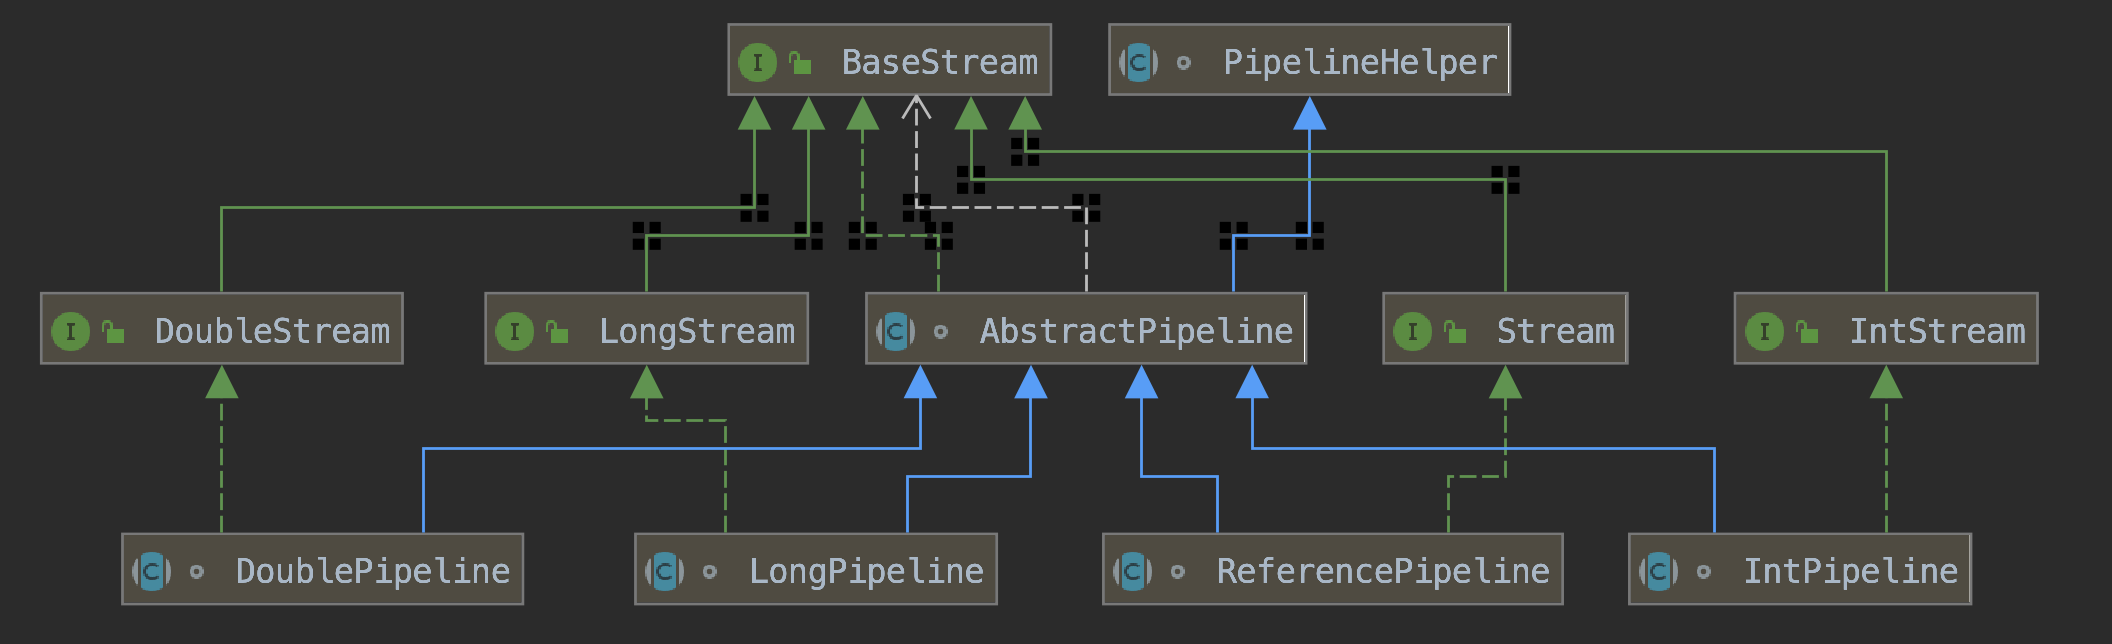 I BaseStream
C PipelineHelper
I DoubleStream
I LongStream
C AbstractPipeline
I Stream
I IntStream
C DoublePipeline
C LongPipeline
C ReferencePipeline
C IntPipeline